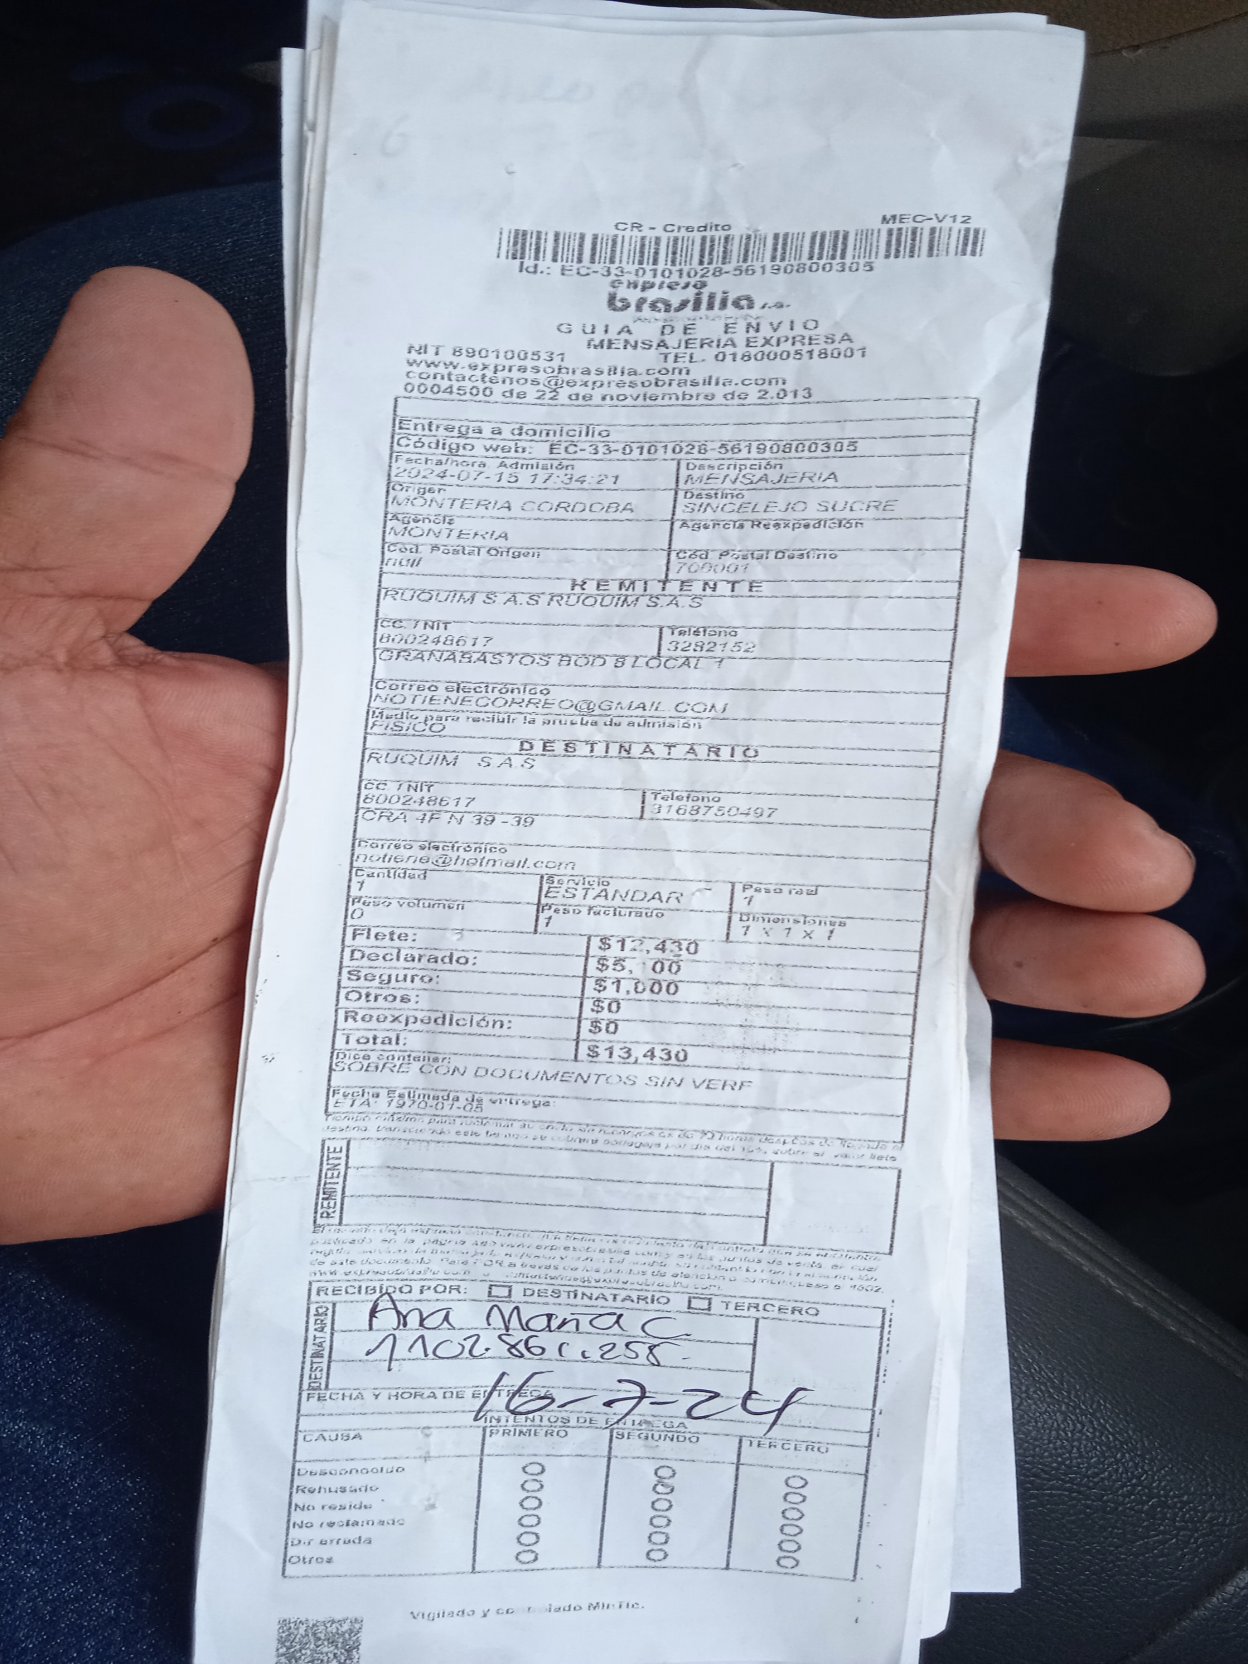 CR - Credito MEC-V12
Id.: EC-33-0101028-56190800305
expreso
brasilia s.a.
GUIA DE ENVIO
MENSAJERIA EXPRESA
NIT 890100531 TEL. 018000518001
www.expresobrasilia.com
contactenos@expresobrasilia.com
0004500 de 22 de noviembre de 2.013
Entrega a domicilio
Código web: EC-33-0101028-56190800305
Fecha/hora Admisión Descripción
2024-07-15 17:34:21 MENSAJERIA
Origen Destino
MONTERIA CORDOBA SINCELEJO SUCRE
Agencia Agencia Reexpedición
MONTERIA
Cod. Postal Origen Cód. Postal Destino
null 700001
REMITENTE
RUQUIM S.A.S RUQUIM S.A.S
CC. / NIT Teléfono
800248617 3282152
GRANABASTOS BOD 8 LOCAL 1
Correo electrónico
NOTIENECORREO@GMAIL.COM
Medio para recibir la prueba de admisión
FISICO
DESTINATARIO
RUQUIM S.A.S
CC. / NIT Telefono
800248617 3168750497
CRA 4F N 39 -39
Correo electrónico
notiene@hotmail.com
Cantidad Servicio Peso real
1 ESTANDAR 1
Peso volumen Peso facturado Dimensiones
0 1 1 x 1 x 1
Flete: $12,430
Declarado: $5, 00
Seguro: $1,000
Otros: $0
Reexpedición: $0
Total: $13,430
Dice contener:
SOBRE CON DOCUMENTOS SIN VERF
Fecha Estimada de entrega:
ETA: 1970-01-05
REMITENTE
RECIBIDO POR: DESTINATARIO TERCERO
DESTINATARIO
Ana Maria C
FECHA Y HORA DE ENTREGA
16-7-24
INTENTOS DE ENTREGA
CAUSA PRIMERO SEGUNDO TERCERO
Desconocido
Rehusado
No reside
No reclamado
Dir errada
Otros
Vigilado y co lado MinTic.